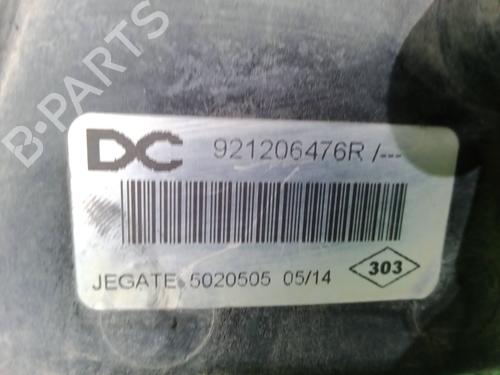 B-PARTS
DC 921206476R /---
JEGATE 5020505 05/14
303